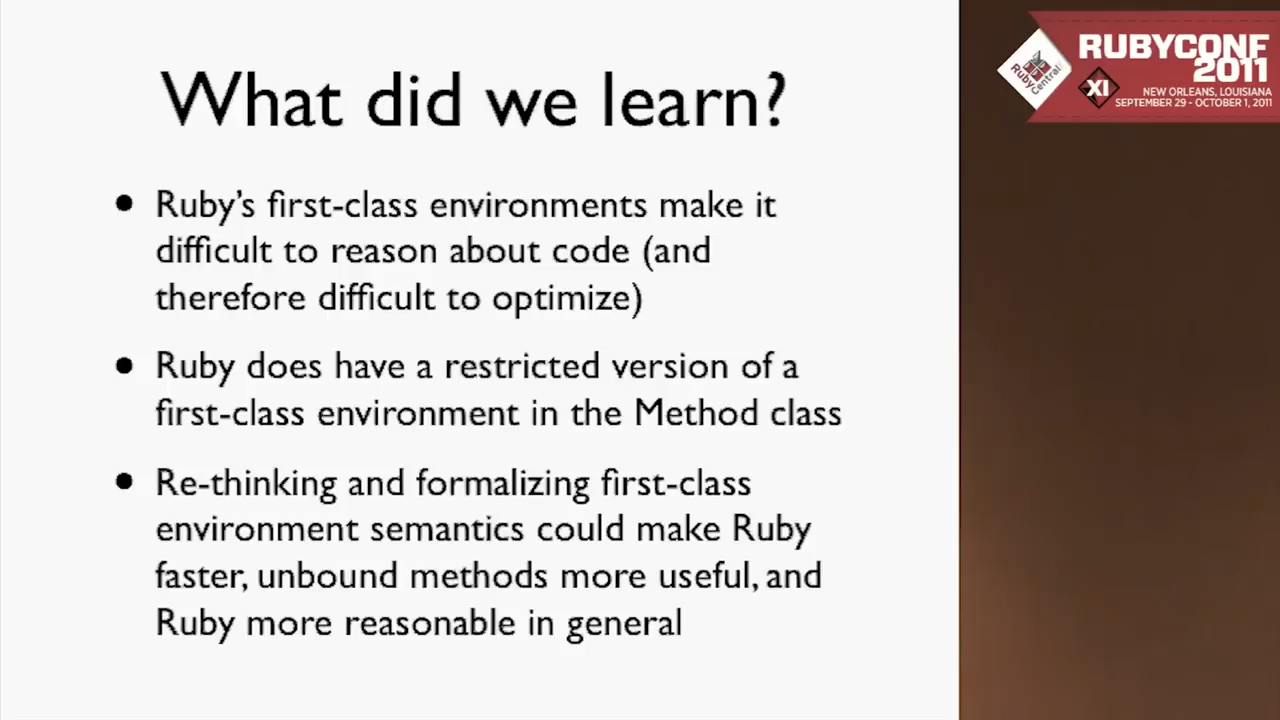 What did we learn?
• Ruby’s first-class environments make it
difficult to reason about code (and
therefore difficult to optimize)
• Ruby does have a restricted version of a
first-class environment in the Method class
• Re-thinking and formalizing first-class
environment semantics could make Ruby
faster, unbound methods more useful, and
Ruby more reasonable in general
RubyCentral
XI
RUBYCONF
2011
NEW ORLEANS, LOUISIANA
SEPTEMBER 29 - OCTOBER 1, 2011